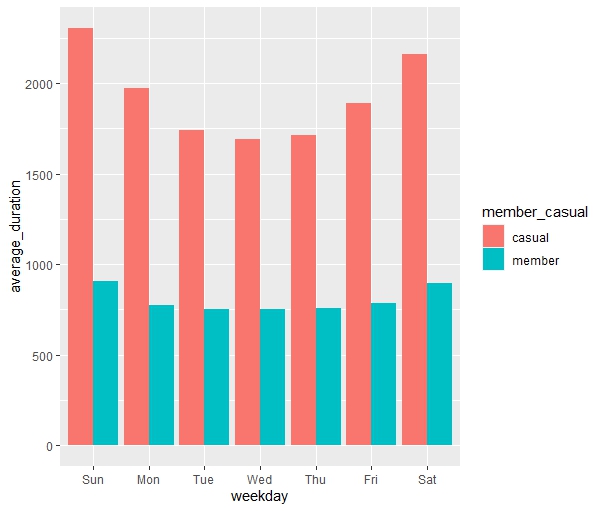 2000
1500
1000
500
0
average_duration
Sun Mon Tue Wed Thu Fri Sat
weekday
member_casual
casual
member